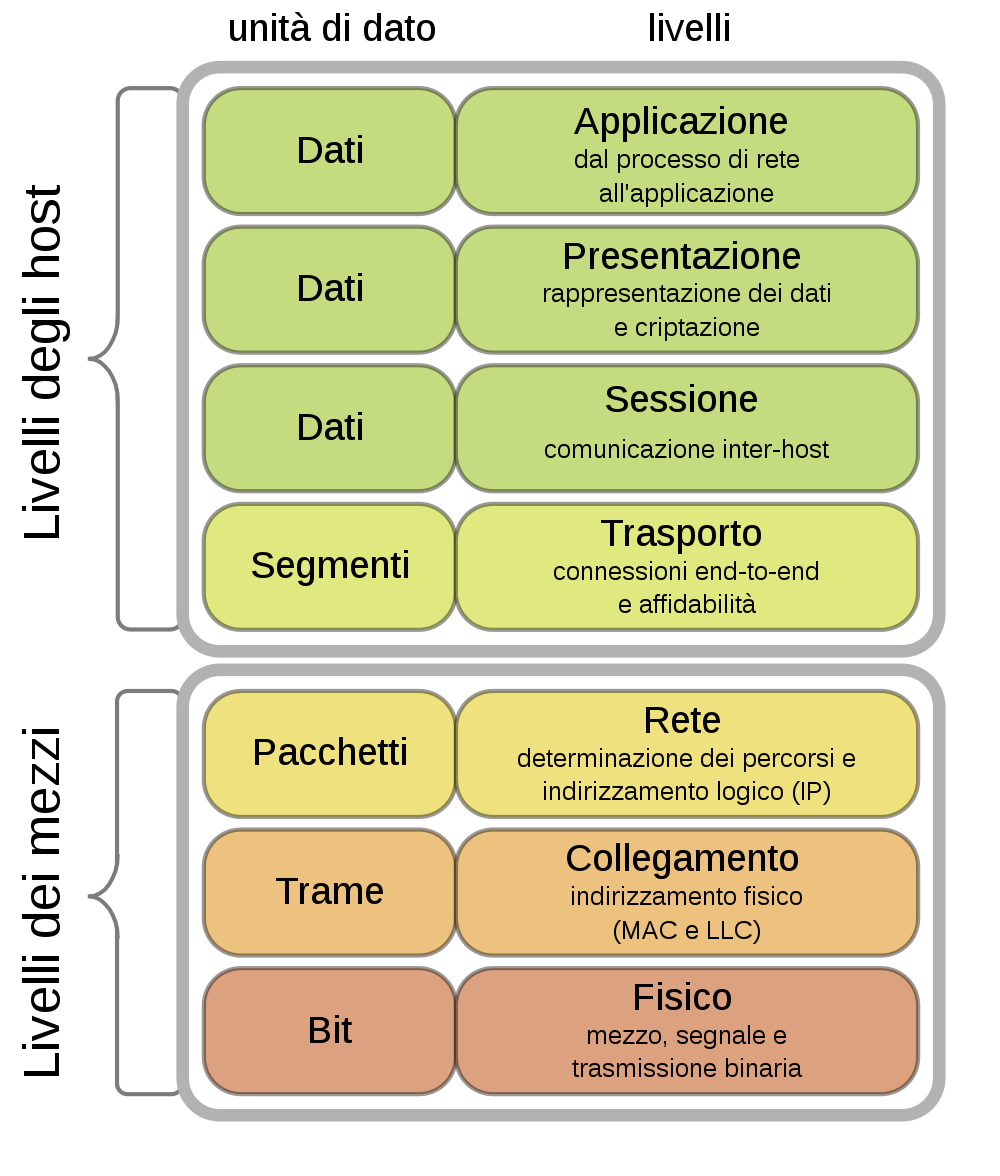 unità di dato
livelli
Livelli degli host
Dati
Applicazione
dal processo di rete
all'applicazione
Dati
Presentazione
rappresentazione dei dati
e criptazione
Dati
Sessione
comunicazione inter-host
Segmenti
Trasporto
connessioni end-to-end
e affidabilità
Livelli dei mezzi
Pacchetti
Rete
determinazione dei percorsi e
indirizzamento logico (IP)
Trame
Collegamento
indirizzamento fisico
(MAC e LLC)
Bit
Fisico
mezzo, segnale e
trasmissione binaria